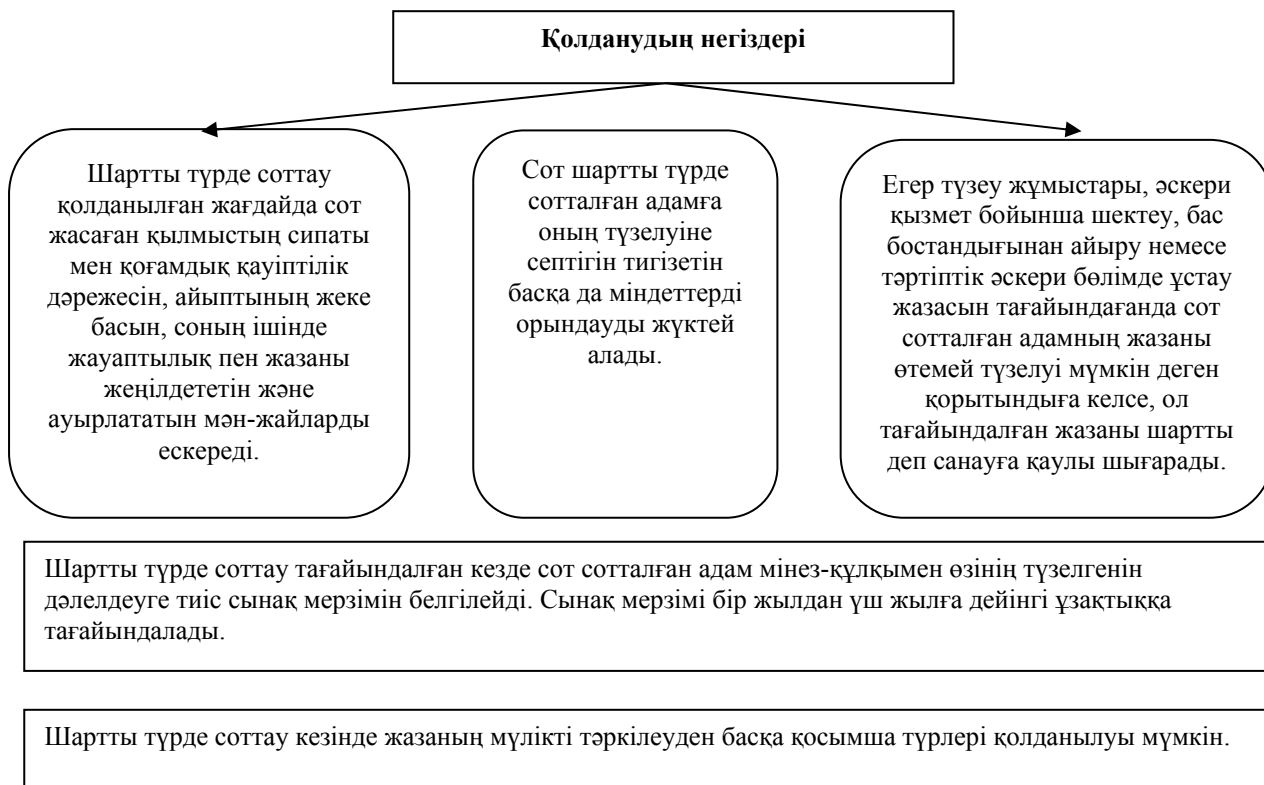 Қолданудың негіздері
Шартты түрде соттау
қолданылған жағдайда сот
жасаған қылмыстың сипаты
мен қоғамдық қауіптілік
дәрежесін, айыптының жеке
басын, соның ішінде
жауаптылық пен жазаны
жеңілдететін және
ауырлататын мән-жайларды
ескереді.
Сот шартты түрде
сотталған адамға
оның түзелуіне
септігін тигізетін
басқа да міндеттерді
орындауды жүктей
алады.
Егер түзеу жұмыстары, әскери
қызмет бойынша шектеу, бас
бостандығынан айыру немесе
тәртіптік әскери бөлімде ұстау
жазасын тағайындағанда сот
сотталған адамның жазаны
өтемей түзелуі мүмкін деген
қорытындыға келсе, ол
тағайындалған жазаны шартты
деп санауға қаулы шығарады.
Шартты түрде соттау тағайындалған кезде сот сотталған адам мінез-құлқымен өзінің түзелгенін
дәлелдеуге тиіс сынақ мерзімін белгілейді. Сынақ мерзімі бір жылдан үш жылға дейінгі ұзақтыққа
тағайындалады.
Шартты түрде соттау кезінде жазаның мүлікті тәркілеуден басқа қосымша түрлері қолданылуы мүмкін.